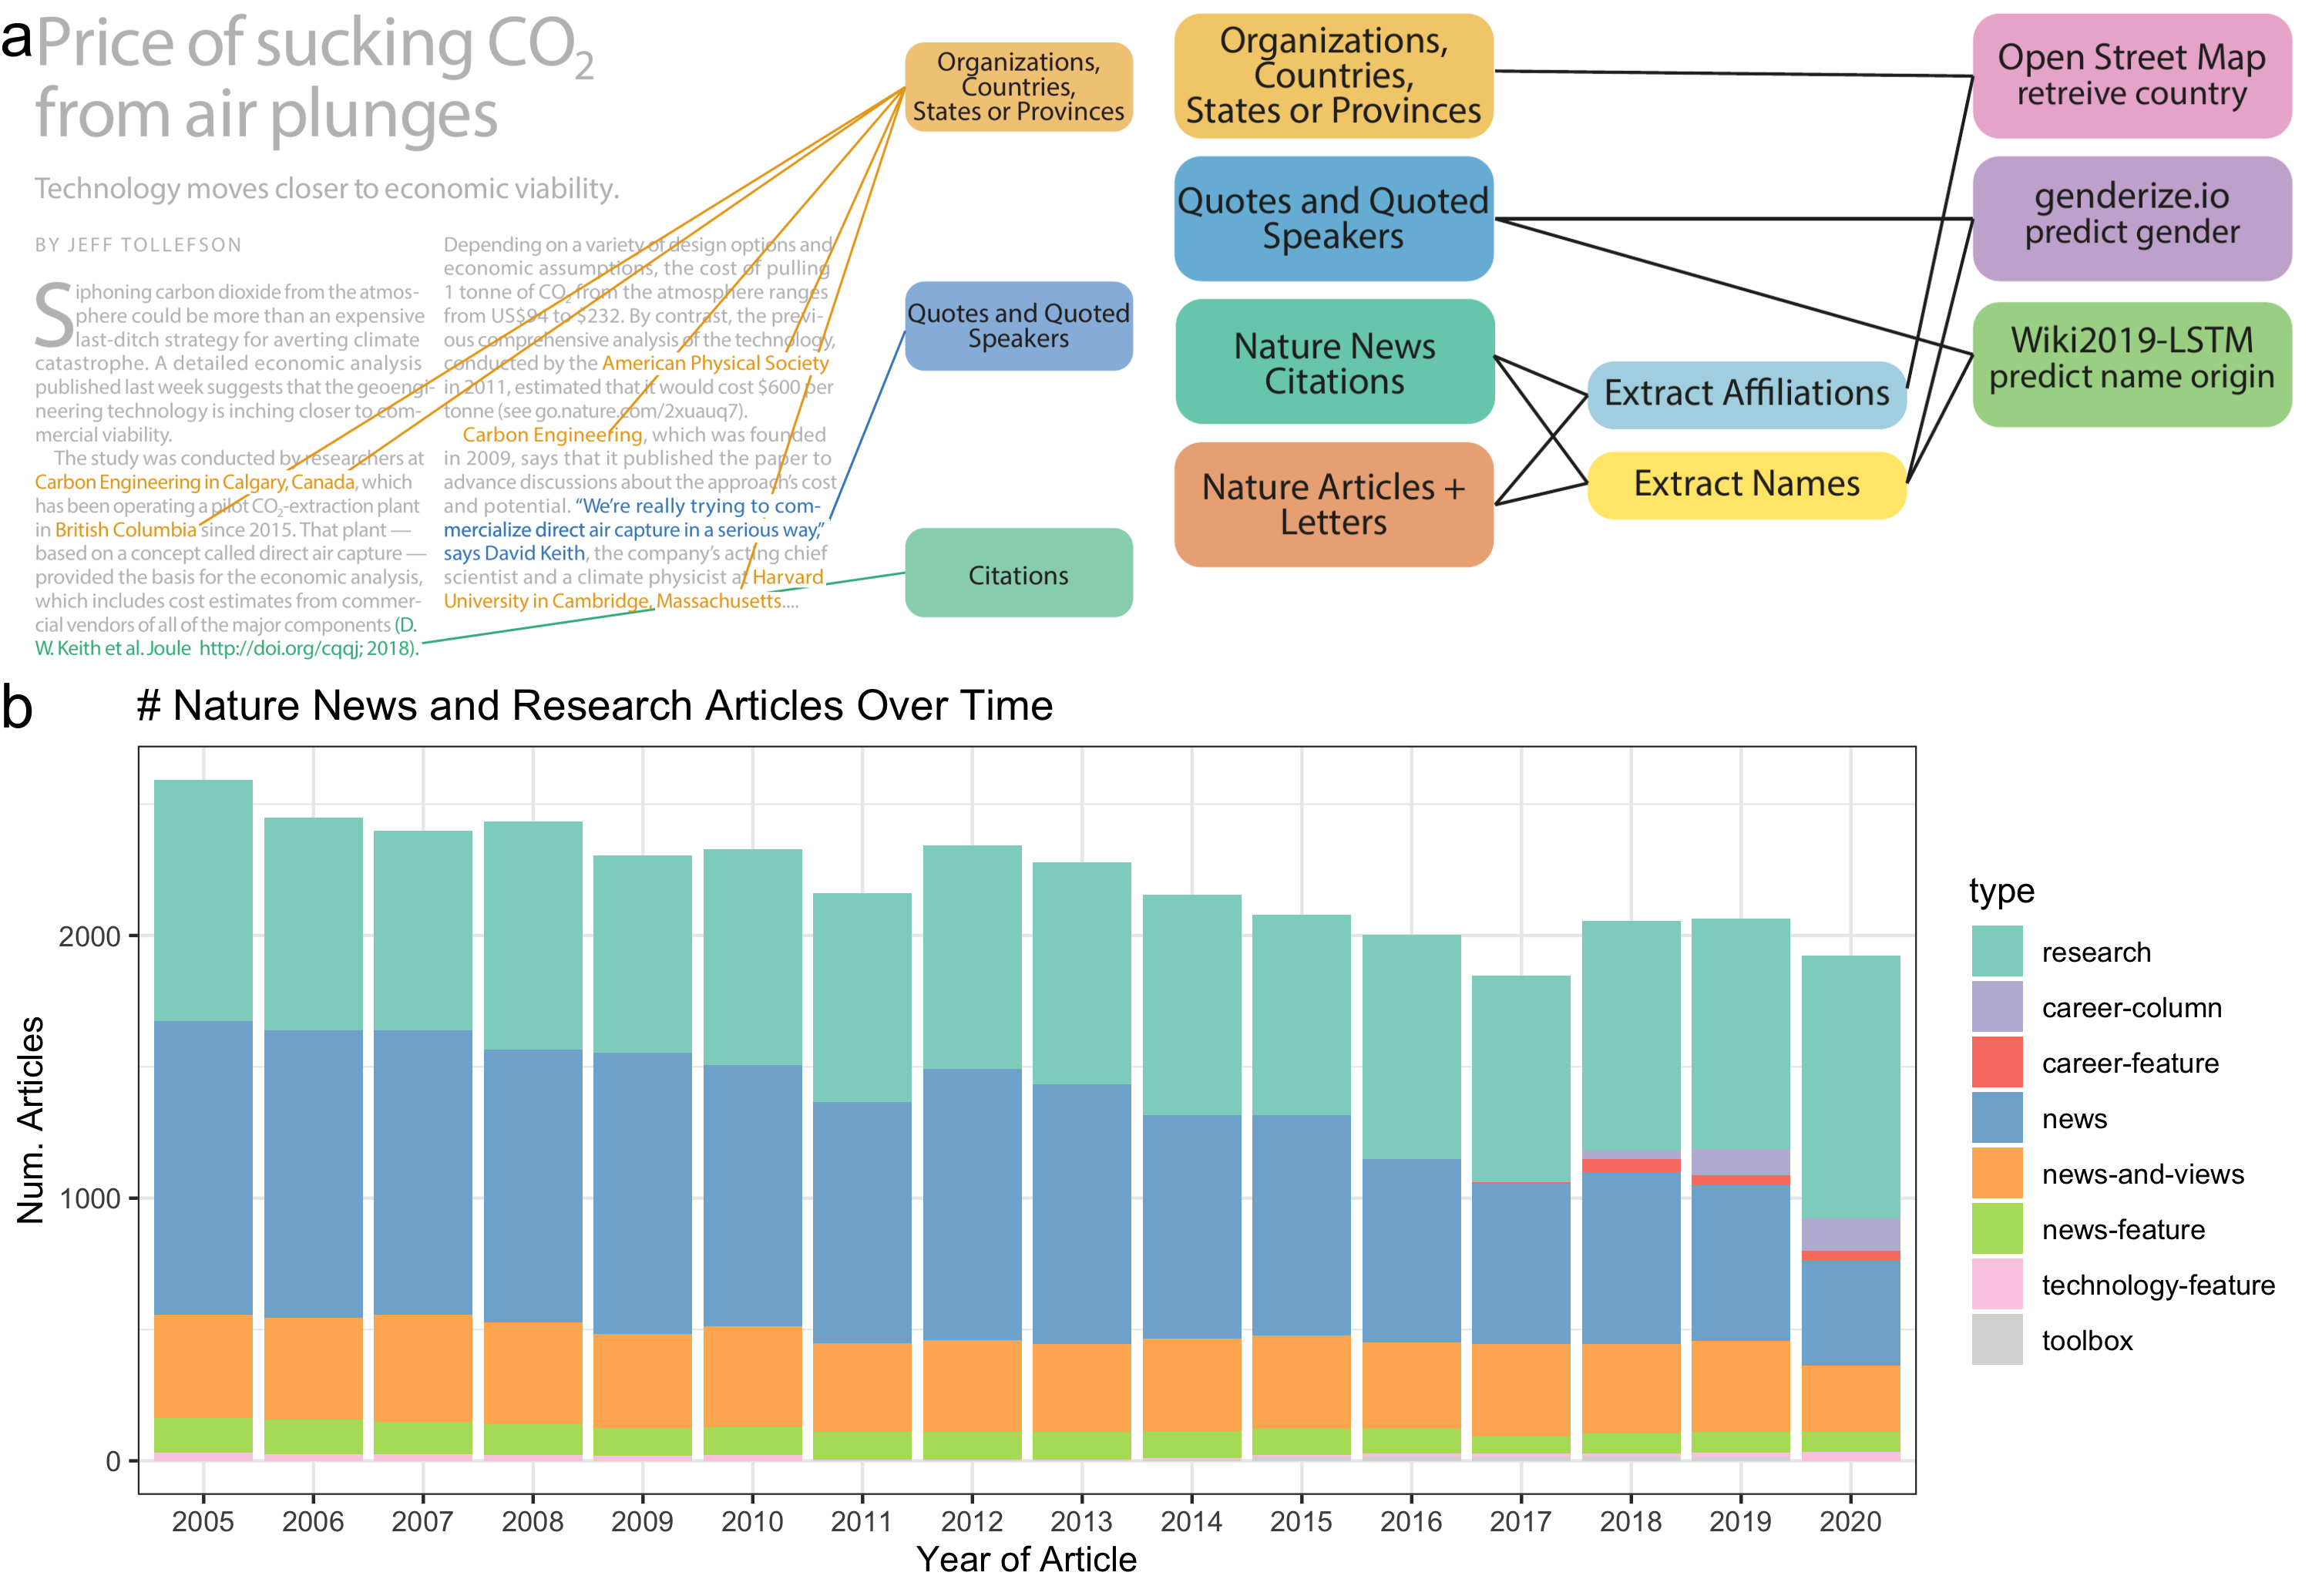 a
Price of sucking CO2
from air plunges
Technology moves closer to economic viability.
BY JEFF TOLLEFSON
Siphoning carbon dioxide from the atmos-
phere could be more than an expensive
last-ditch strategy for averting climate
catastrophe. A detailed economic analysis
published last week suggests that the geoengi-
neering technology is inching closer to com-
mercial viability.
The study was conducted by researchers at
Carbon Engineering in Calgary, Canada, which
has been operating a pilot CO2-extraction plant
in British Columbia since 2015. That plant —
based on a concept called direct air capture —
provided the basis for the economic analysis,
which includes cost estimates from commer-
cial vendors of all of the major components (D.
W. Keith et al. Joule http://doi.org/cqqj; 2018).
Depending on a variety of design options and
economic assumptions, the cost of pulling
1 tonne of CO2 from the atmosphere ranges
from US$94 to $232. By contrast, the previ-
ous comprehensive analysis of the technology,
conducted by the American Physical Society
in 2011, estimated that it would cost $600 per
tonne (see go.nature.com/2xuauq7).
Carbon Engineering, which was founded
in 2009, says that it published the paper to
advance discussions about the approach's cost
and potential. “We're really trying to com-
mercialize direct air capture in a serious way,”
says David Keith, the company's acting chief
scientist and a climate physicist at Harvard
University in Cambridge, Massachusetts....
Organizations,
Countries,
States or Provinces
Quotes and Quoted
Speakers
Citations
Organizations,
Countries,
States or Provinces
Quotes and Quoted
Speakers
Nature News
Citations
Nature Articles +
Letters
Extract Affiliations
Extract Names
Open Street Map
retreive country
genderize.io
predict gender
Wiki2019-LSTM
predict name origin
b
# Nature News and Research Articles Over Time
Num. Articles
2000
1000
0
2005 2006 2007 2008 2009 2010 2011 2012 2013 2014 2015 2016 2017 2018 2019 2020
Year of Article
type
research
career-column
career-feature
news
news-and-views
news-feature
technology-feature
toolbox